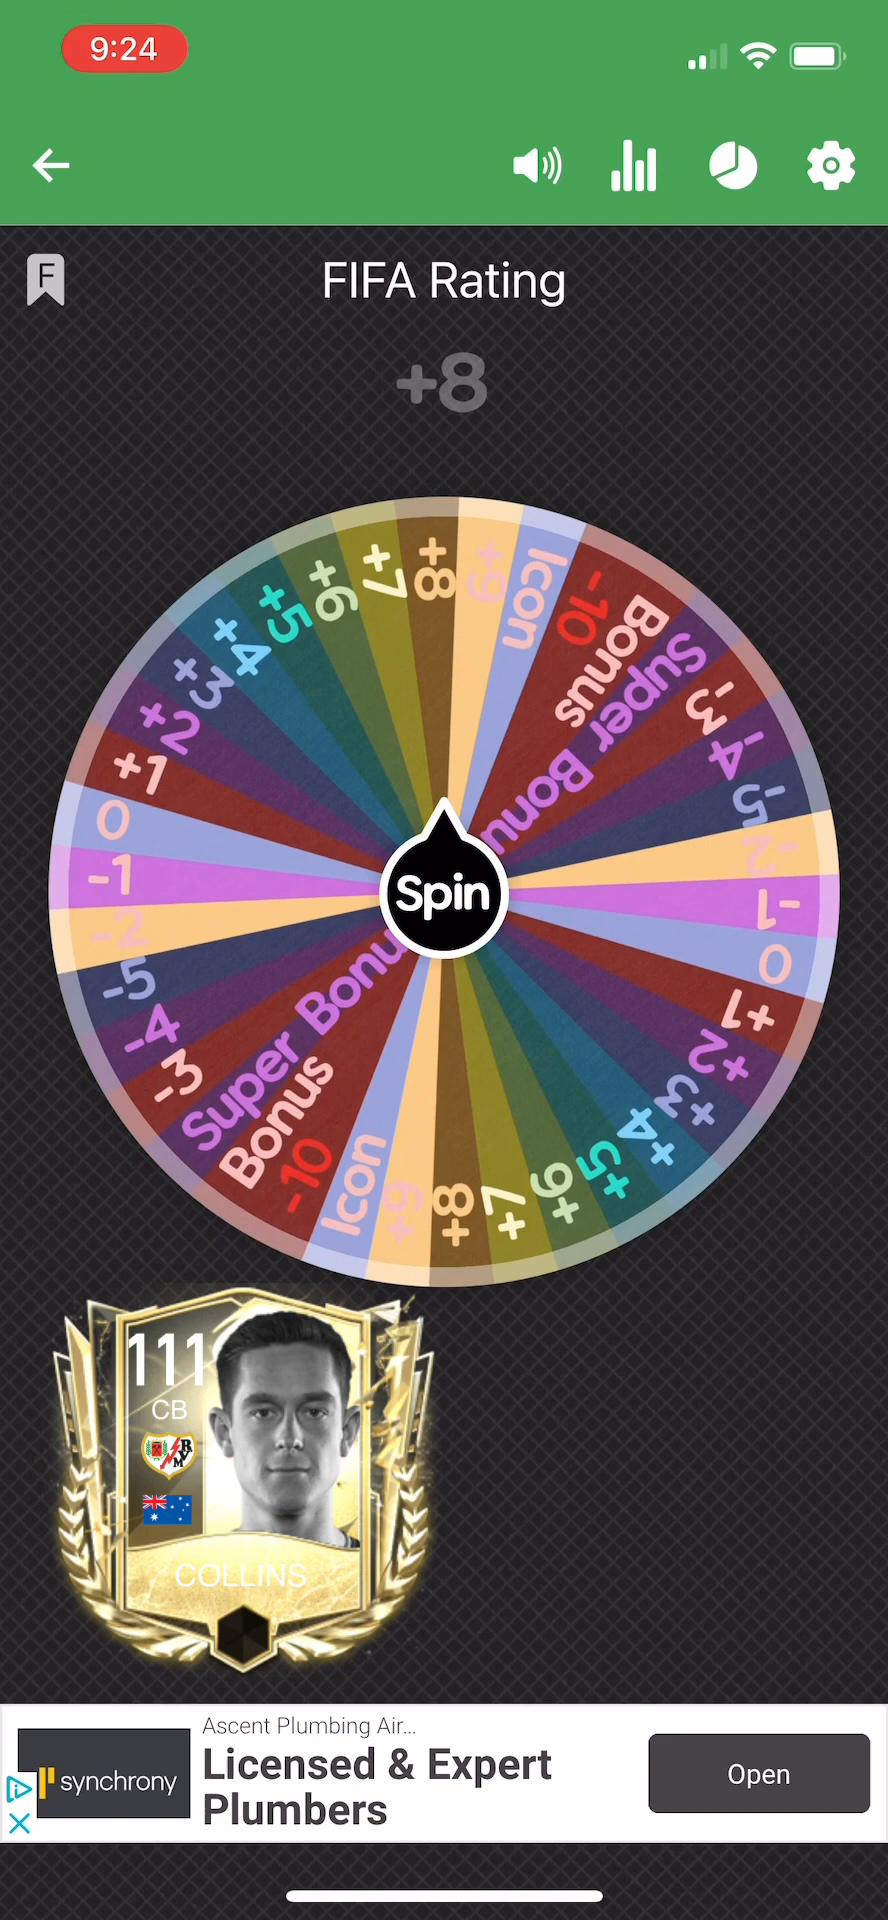 9:24
F
FIFA Rating
+8
+8
+9
Icon
-10
Bonus
Super Bonus
-3
-4
-5
-2
-1
0
+1
+2
+3
+4
+5
+6
+7
+8
+9
Icon
-10
Bonus
Super Bonu
-3
-4
-5
-2
-1
0
+1
+2
+3
+4
+5
+6
+7
Spin
111
CB
RVM
COLLINS
Ascent Plumbing Air...
synchrony
Licensed & Expert
Plumbers
Open